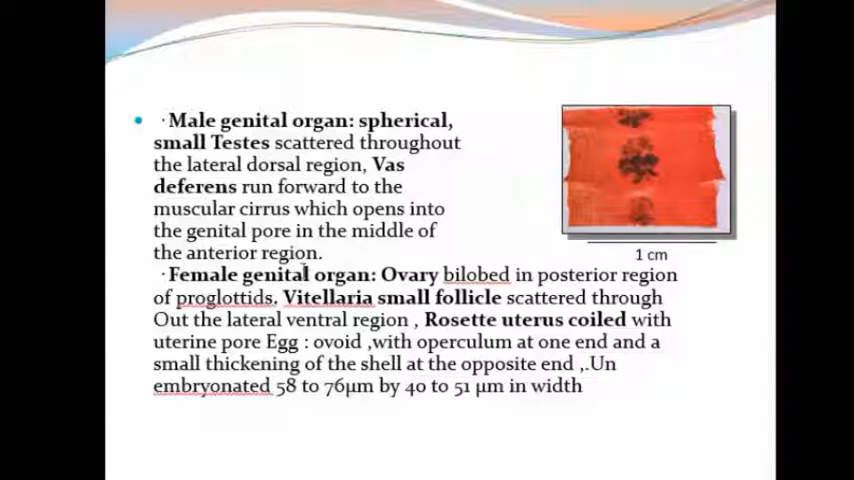 · Male genital organ: spherical,
small Testes scattered throughout
the lateral dorsal region, Vas
deferens run forward to the
muscular cirrus which opens into
the genital pore in the middle of
the anterior region.
1 cm
· Female genital organ: Ovary bilobed in posterior region
of proglottids. Vitellaria small follicle scattered through
Out the lateral ventral region , Rosette uterus coiled with
uterine pore Egg : ovoid ,with operculum at one end and a
small thickening of the shell at the opposite end ,.Un
embryonated 58 to 76µm by 40 to 51 µm in width